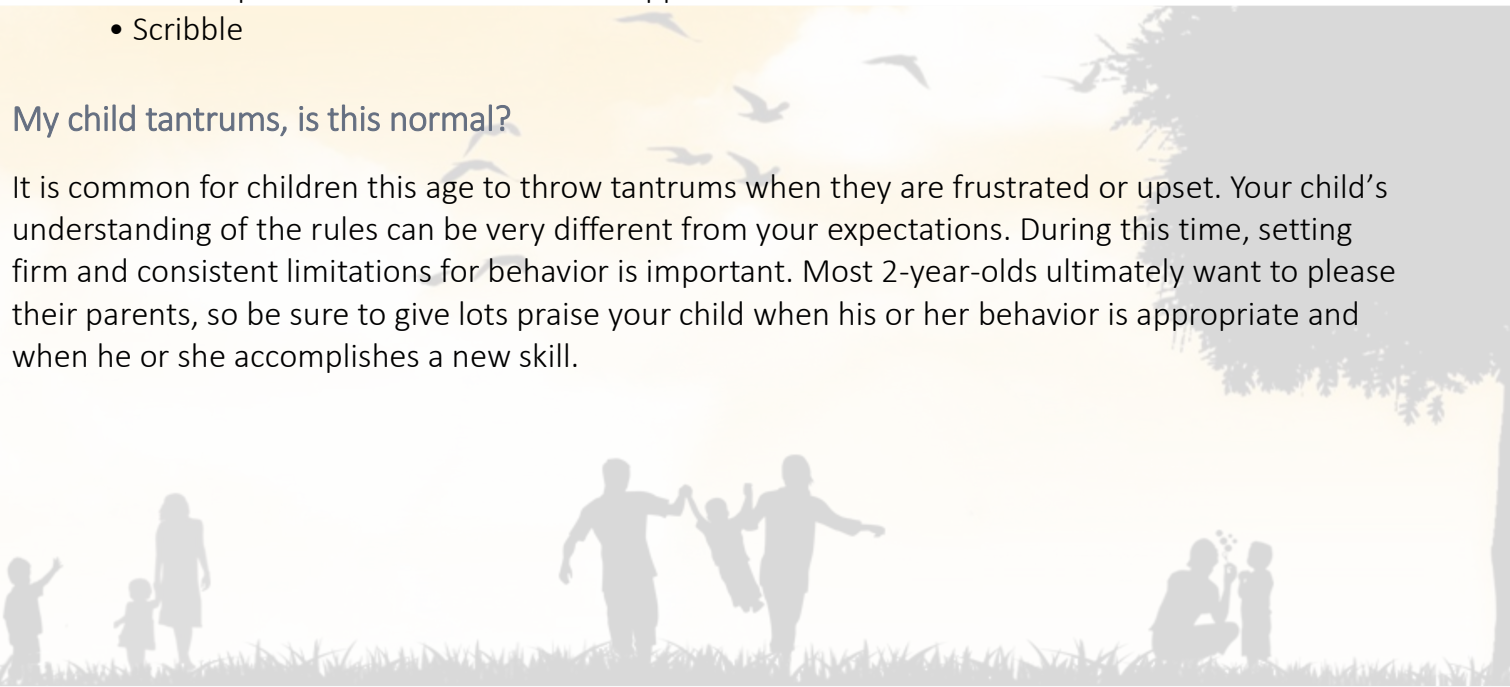 • Scribble
My child tantrums, is this normal?
It is common for children this age to throw tantrums when they are frustrated or upset. Your child’s
understanding of the rules can be very different from your expectations. During this time, setting
firm and consistent limitations for behavior is important. Most 2-year-olds ultimately want to please
their parents, so be sure to give lots praise your child when his or her behavior is appropriate and
when he or she accomplishes a new skill.